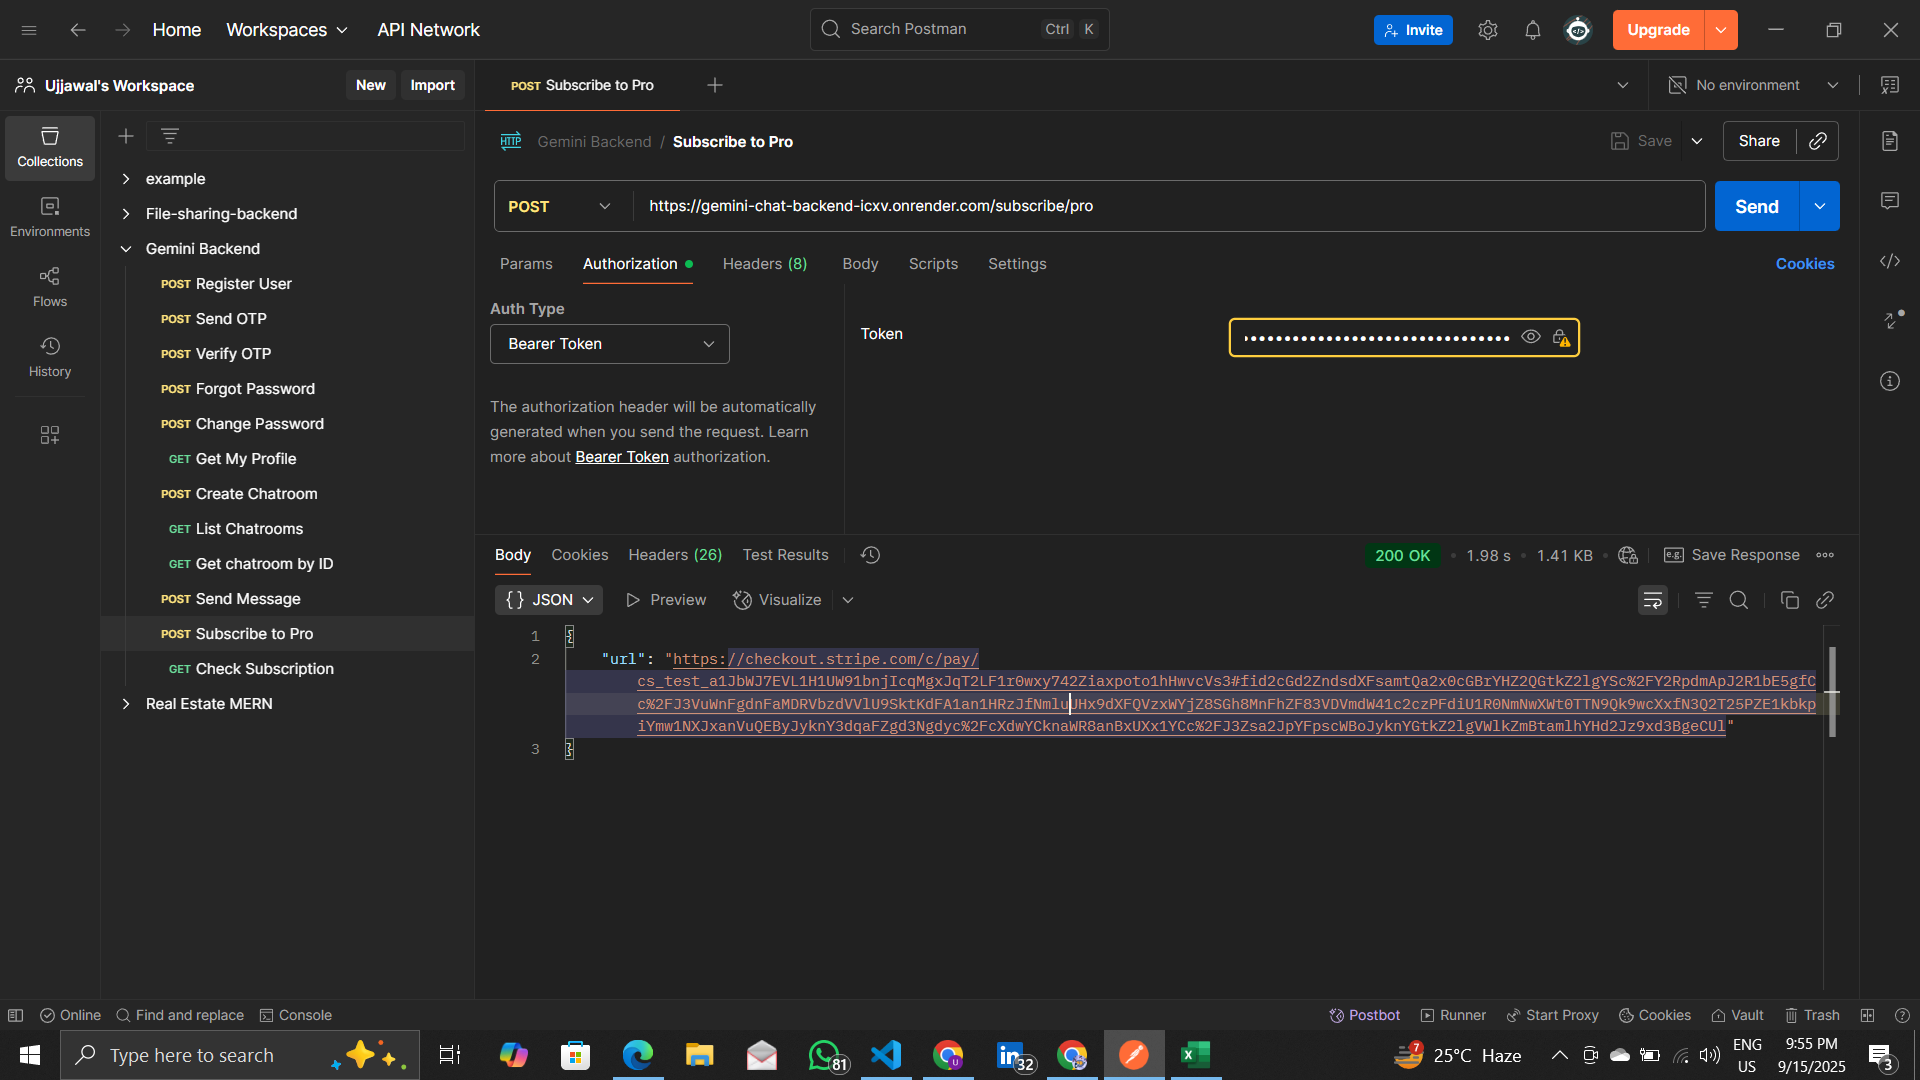 Home
Workspaces
API Network
Search Postman
Ctrl
K
Invite
Upgrade
Ujjawal's Workspace
New
Import
POST Subscribe to Pro
No environment
Collections
Environments
Flows
History
example
File-sharing-backend
Gemini Backend
POST Register User
POST Send OTP
POST Verify OTP
POST Forgot Password
POST Change Password
GET Get My Profile
POST Create Chatroom
GET List Chatrooms
GET Get chatroom by ID
POST Send Message
POST Subscribe to Pro
GET Check Subscription
Real Estate MERN
HTTP Gemini Backend / Subscribe to Pro
Save
Share
POST
https://gemini-chat-backend-icxv.onrender.com/subscribe/pro
Send
Params
Authorization
Headers (8)
Body
Scripts
Settings
Cookies
Auth Type
Bearer Token
The authorization header will be automatically
generated when you send the request. Learn
more about Bearer Token authorization.
Token
Body
Cookies
Headers (26)
Test Results
200 OK
1.98 s
1.41 KB
e.g. Save Response
{} JSON
Preview
Visualize
1 {
2 "url": "https://checkout.stripe.com/c/pay/
3 }
Online
Find and replace
Console
Postbot
Runner
Start Proxy
Cookies
Vault
Trash
Type here to search
81
32
7
25°C Haze
ENG
US
9:55 PM
9/15/2025
3